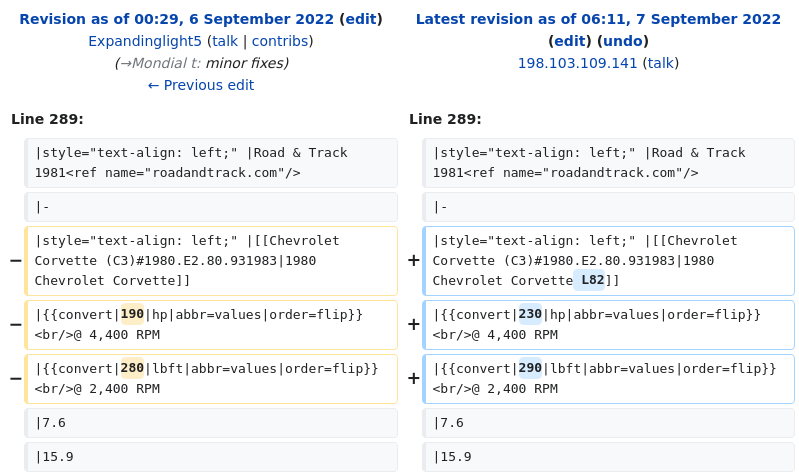 Revision as of 00:29, 6 September 2022 (edit)
Expandinglight5 (talk | contribs)
(→Mondial t: minor fixes)
← Previous edit
Latest revision as of 06:11, 7 September 2022
(edit) (undo)
198.103.109.141 (talk)
Line 289:
Line 289:
|style="text-align: left;" |Road & Track
1981<ref name="roadandtrack.com"/>
|style="text-align: left;" |Road & Track
1981<ref name="roadandtrack.com"/>
|-
|-
− |style="text-align: left;" |[[Chevrolet
Corvette (C3)#1980.E2.80.931983|1980
Chevrolet Corvette]]
+ |style="text-align: left;" |[[Chevrolet
Corvette (C3)#1980.E2.80.931983|1980
Chevrolet Corvette L82]]
− |{{convert|190|hp|abbr=values|order=flip}}
<br/>@ 4,400 RPM
+ |{{convert|230|hp|abbr=values|order=flip}}
<br/>@ 4,400 RPM
− |{{convert|280|lbft|abbr=values|order=flip}}
<br/>@ 2,400 RPM
+ |{{convert|290|lbft|abbr=values|order=flip}}
<br/>@ 2,400 RPM
|7.6
|7.6
|15.9
|15.9